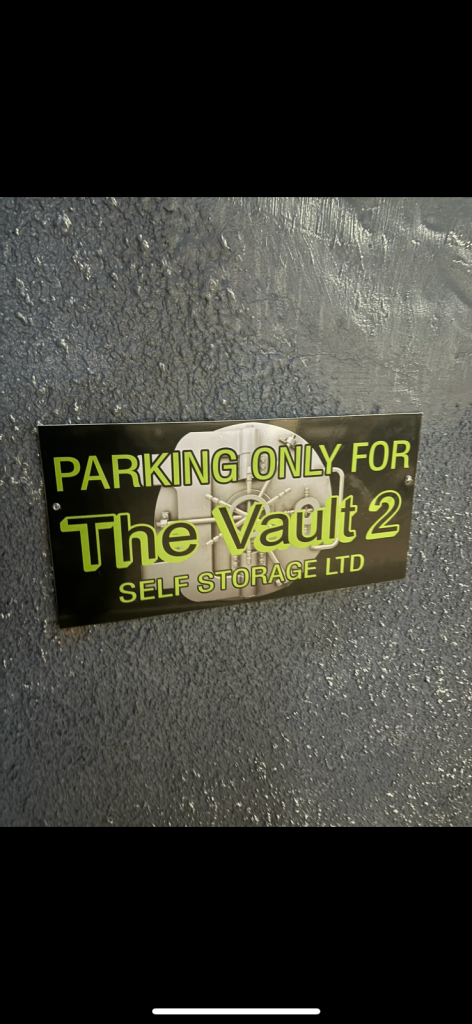 PARKING ONLY FOR
The Vault 2
SELF STORAGE LTD